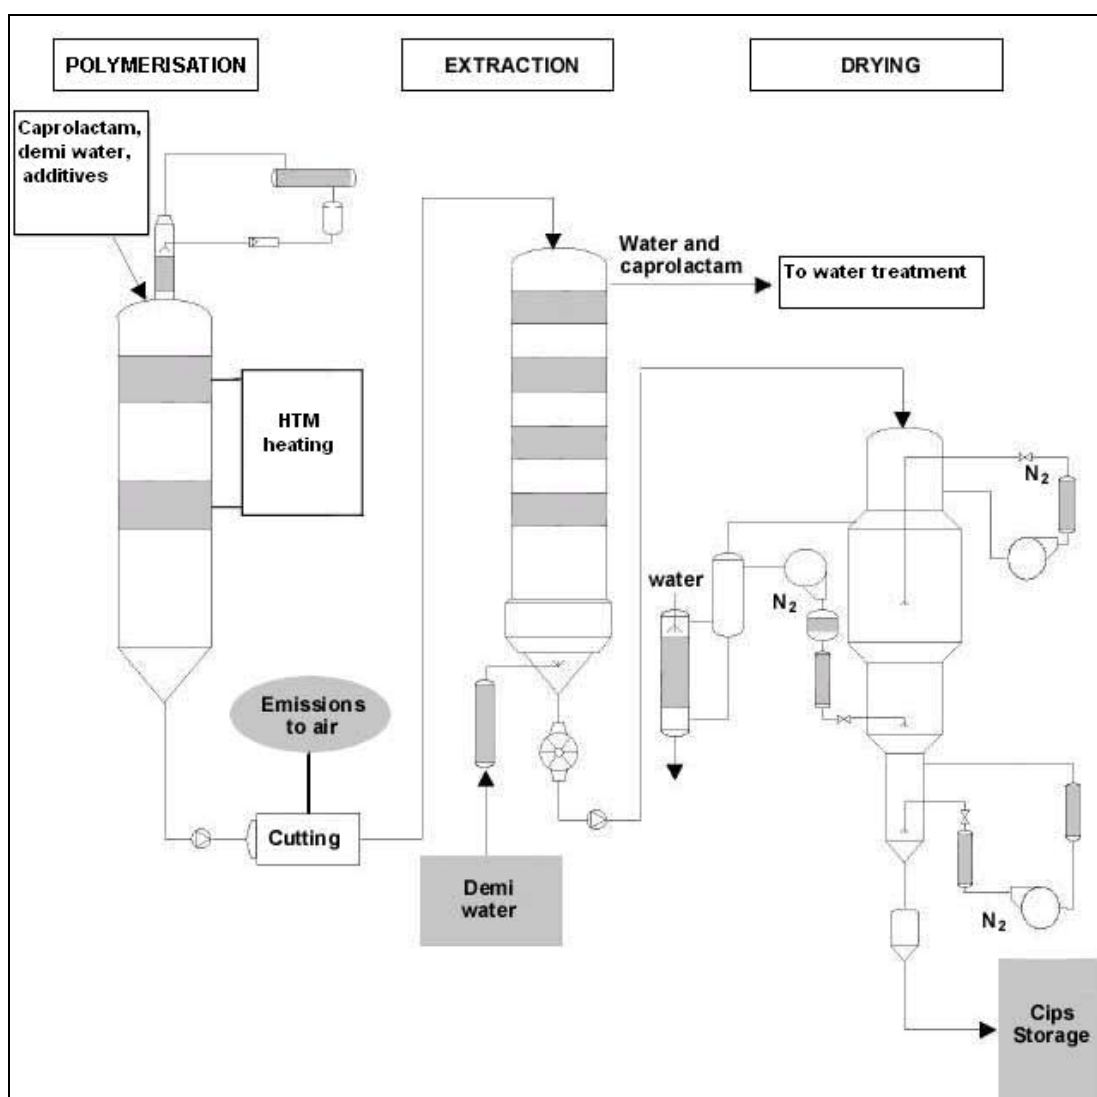 POLYMERISATION
EXTRACTION
DRYING
Caprolactam,
demi water,
additives
Water and
caprolactam
To water treatment
HTM
heating
N2
water
N2
Emissions
to air
Cutting
Demi
water
N2
Cips
Storage